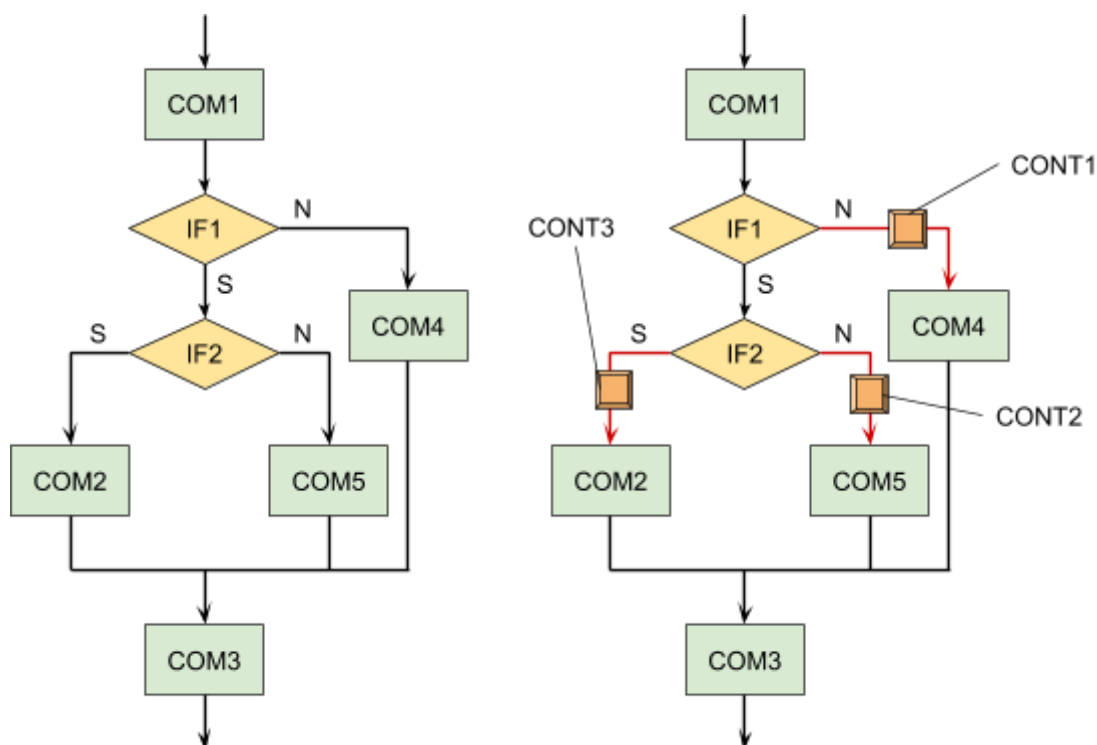 COM1
IF1
N
S
COM4
S
IF2
N
COM2
COM5
COM3
COM1
CONT1
N
IF1
CONT3
S
COM4
S
IF2
N
CONT2
COM2
COM5
COM3